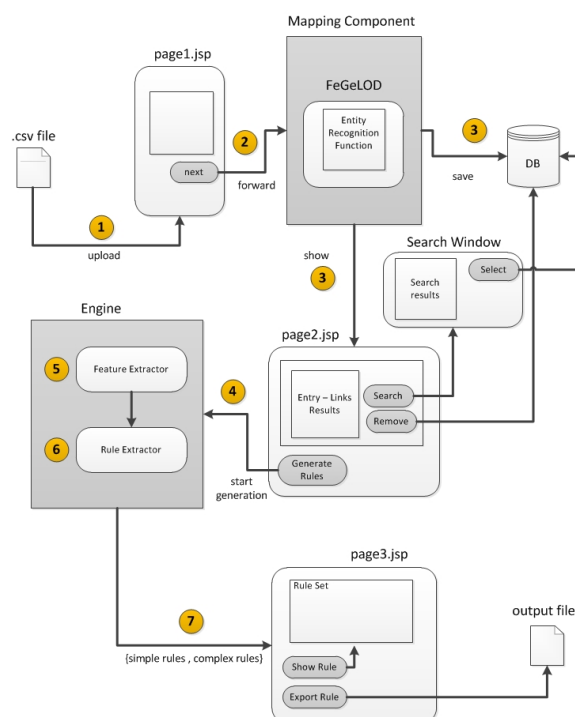 Mapping Component
page1.jsp
FeGeLOD
Entity
Recognition
Function
.csv file
2
3
next
DB
forward
save
1
upload
Search Window
show
Select
3
Search
results
Engine
page2.jsp
5
Feature Extractor
4
Entry – Links
Results
Search
Remove
6
Rule Extractor
Generate
Rules
start
generation
page3.jsp
Rule Set
output file
7
{simple rules , complex rules}
Show Rule
Export Rule